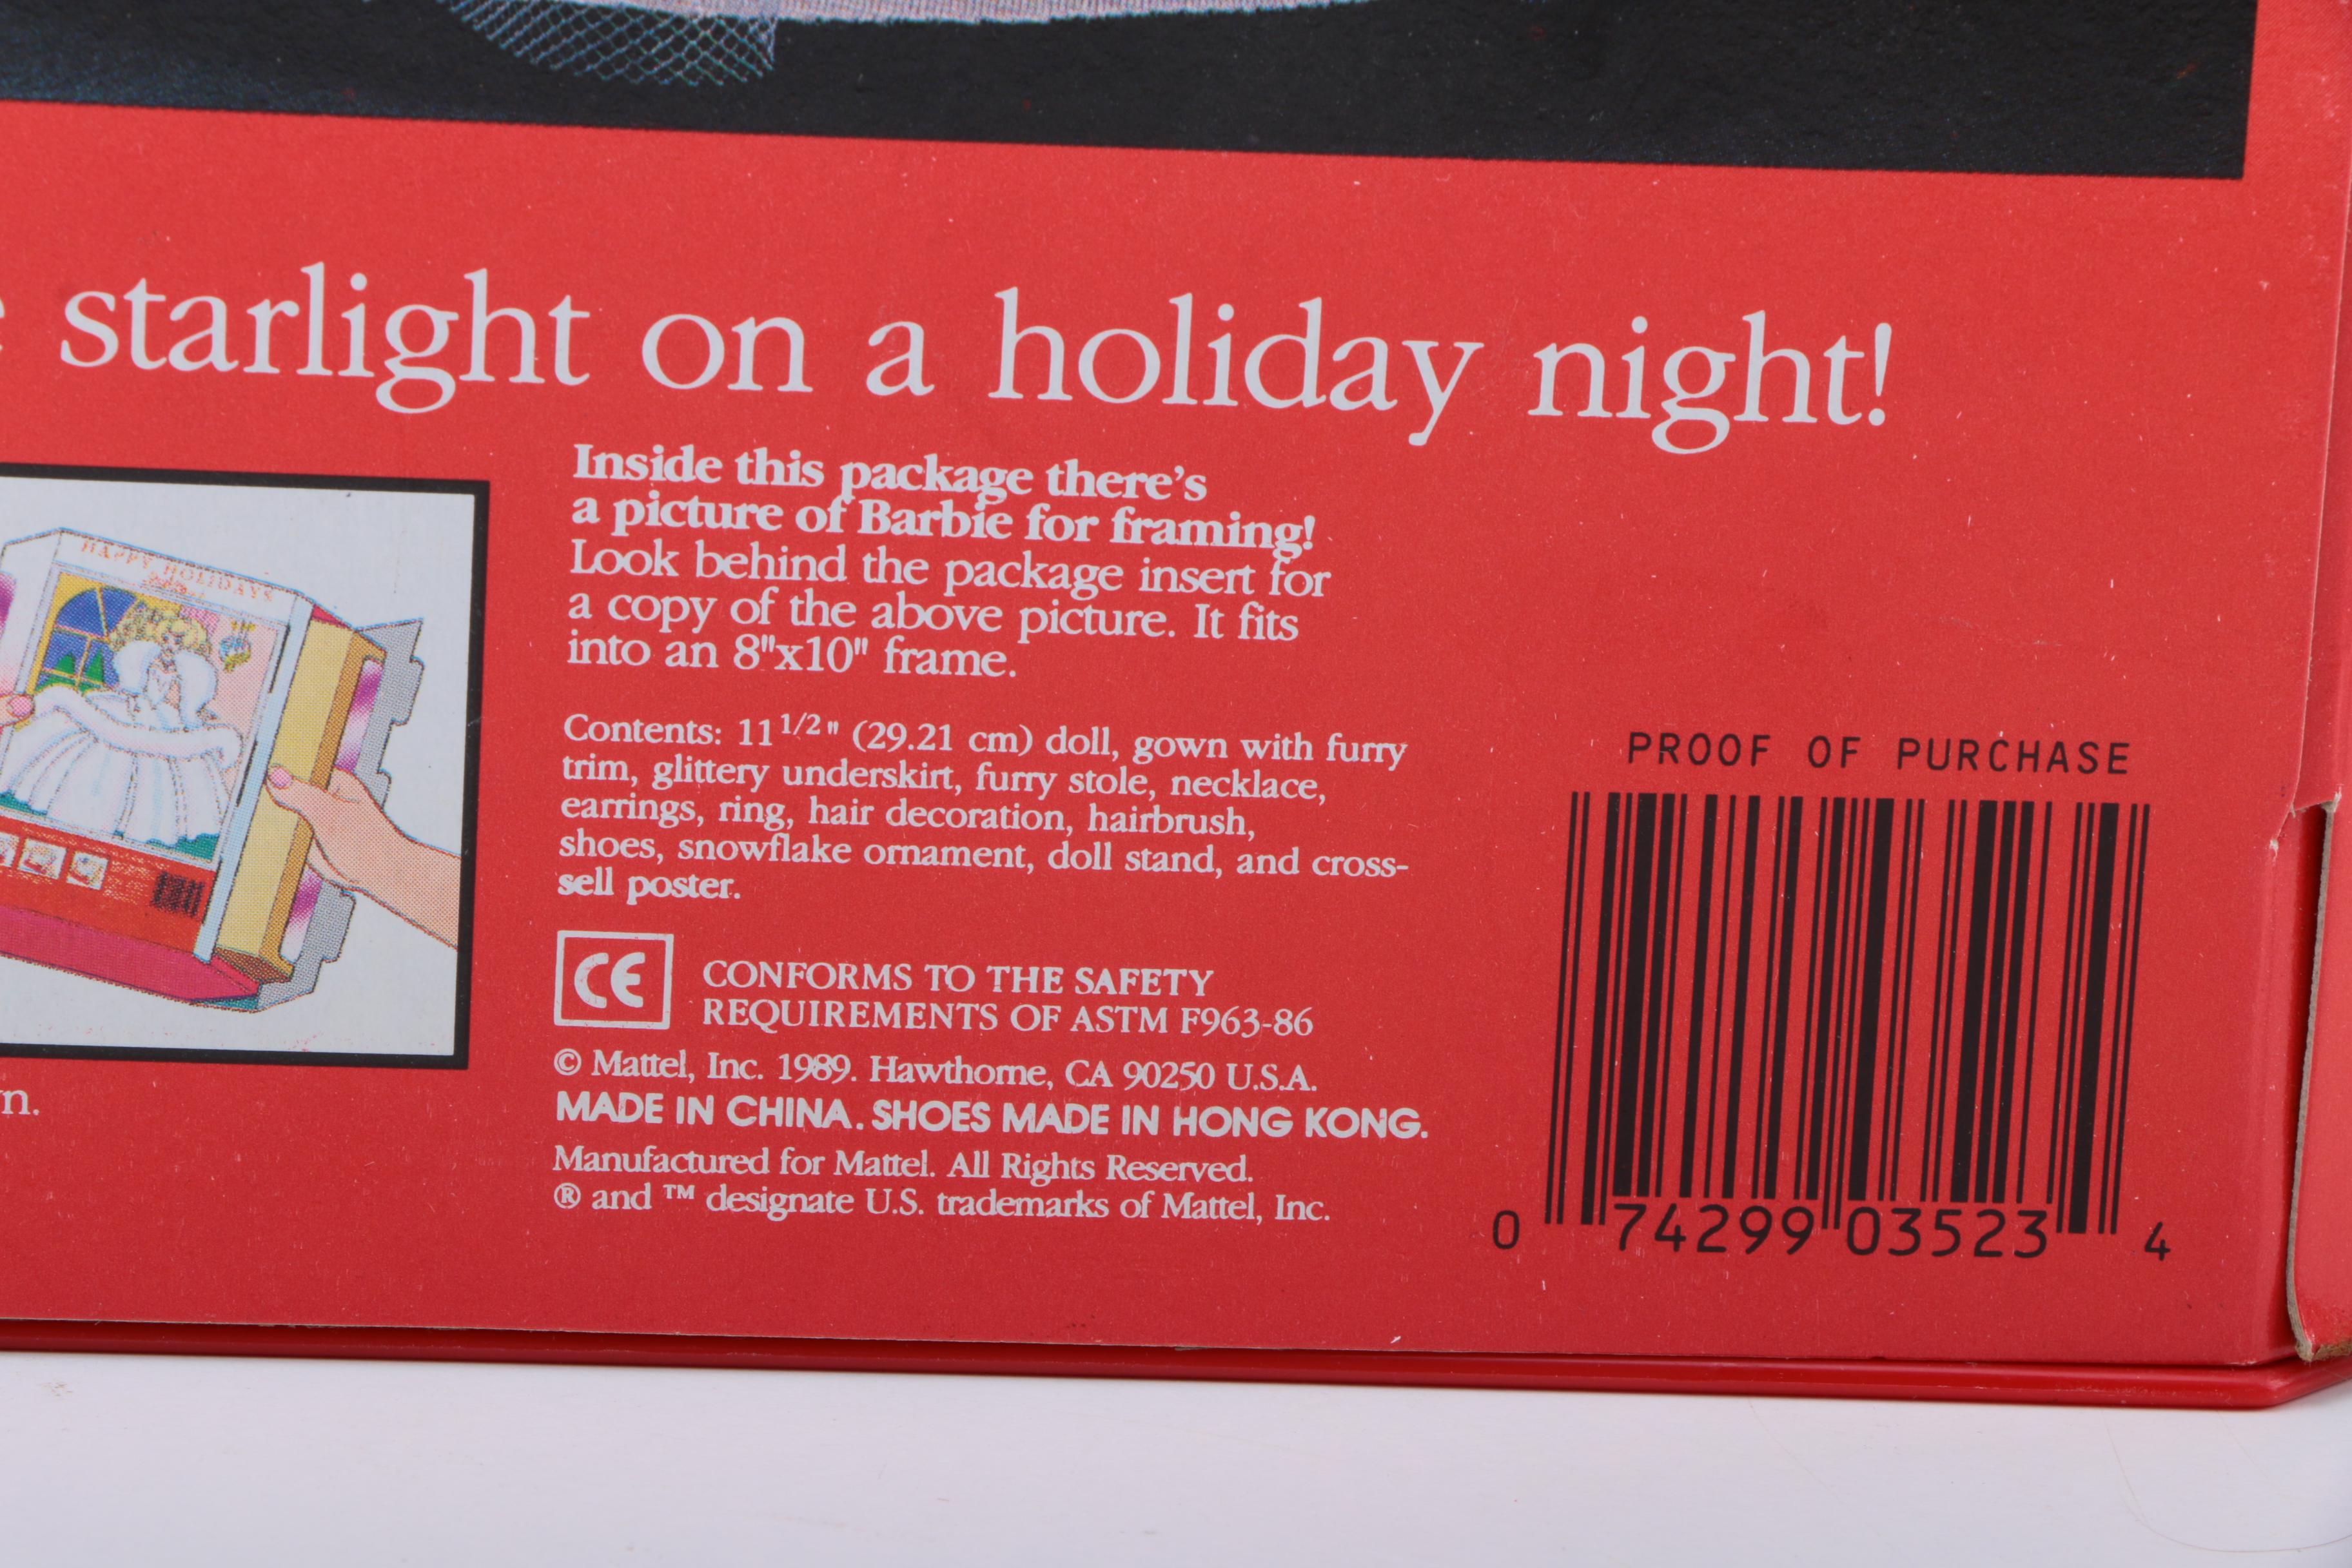 starlight on a holiday night!
HAPPY HOLIDAYS
Inside this package there's
a picture of Barbie for framing!
Look behind the package insert for
a copy of the above picture. It fits
into an 8"x10" frame.
Contents: 11 1/2" (29.21 cm) doll, gown with furry
trim, glittery underskirt, furry stole, necklace,
earrings, ring, hair decoration, hairbrush,
shoes, snowflake ornament, doll stand, and cross-
sell poster.
CE
CONFORMS TO THE SAFETY
REQUIREMENTS OF ASTM F963-86
© Mattel, Inc. 1989. Hawthorne, CA 90250 U.S.A.
MADE IN CHINA. SHOES MADE IN HONG KONG.
Manufactured for Mattel. All Rights Reserved.
® and ™ designate U.S. trademarks of Mattel, Inc.
PROOF OF PURCHASE
0 74299 03523 4